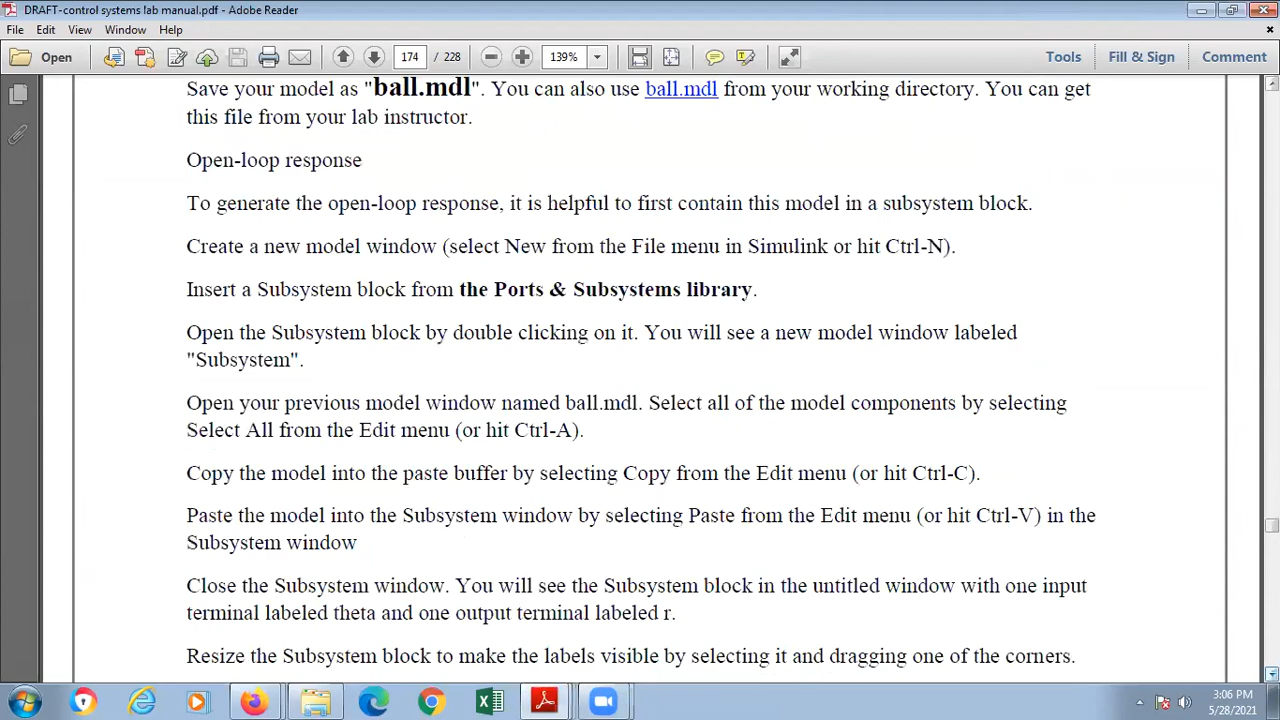 DRAFT-control systems lab manual.pdf - Adobe Reader
File Edit View Window Help
Open 174 / 228 139% Tools Fill & Sign Comment
Save your model as "ball.mdl". You can also use ball.mdl from your working directory. You can get
this file from your lab instructor.
Open-loop response
To generate the open-loop response, it is helpful to first contain this model in a subsystem block.
Create a new model window (select New from the File menu in Simulink or hit Ctrl-N).
Insert a Subsystem block from the Ports & Subsystems library.
Open the Subsystem block by double clicking on it. You will see a new model window labeled
"Subsystem".
Open your previous model window named ball.mdl. Select all of the model components by selecting
Select All from the Edit menu (or hit Ctrl-A).
Copy the model into the paste buffer by selecting Copy from the Edit menu (or hit Ctrl-C).
Paste the model into the Subsystem window by selecting Paste from the Edit menu (or hit Ctrl-V) in the
Subsystem window
Close the Subsystem window. You will see the Subsystem block in the untitled window with one input
terminal labeled theta and one output terminal labeled r.
Resize the Subsystem block to make the labels visible by selecting it and dragging one of the corners.
3:06 PM
5/28/2021